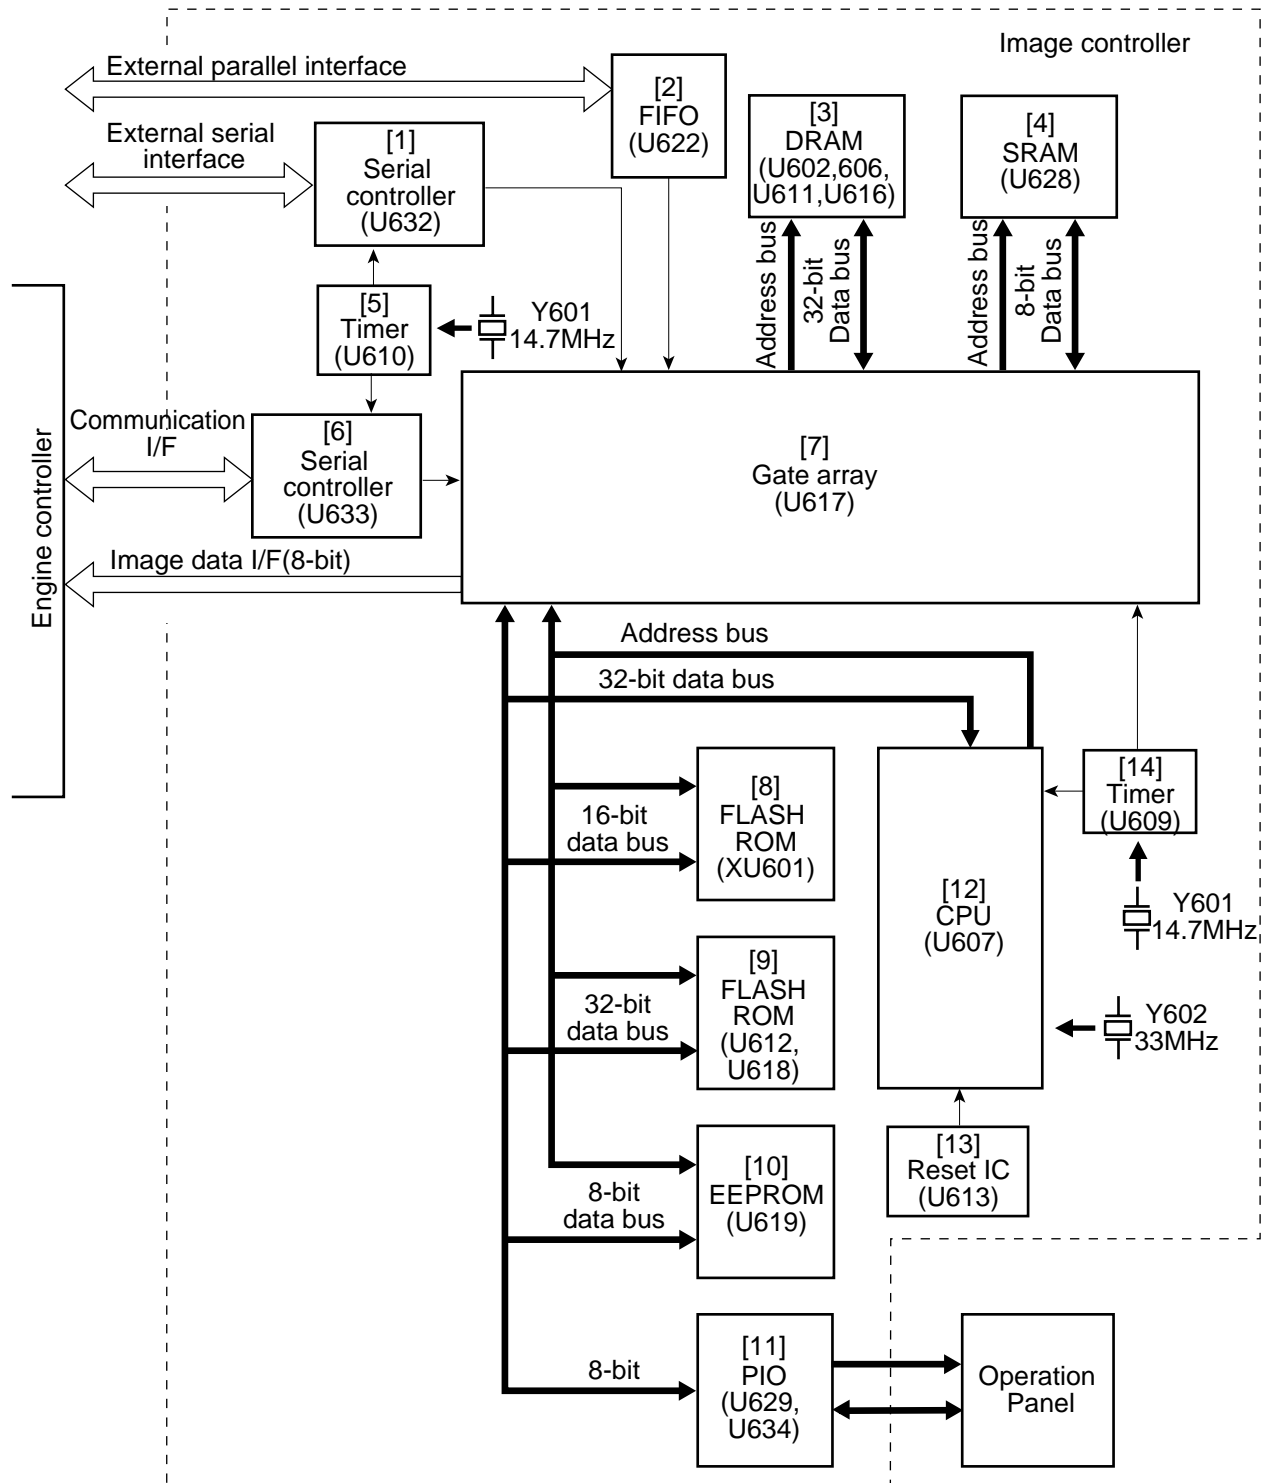 Image controller
External parallel interface
[2]
FIFO
(U622)
[3]
DRAM
(U602,606,
U611,U616)
[4]
SRAM
(U628)
External serial
interface
[1]
Serial
controller
(U632)
Address bus
32-bit
Data bus
Address bus
8-bit
Data bus
[5]
Timer
(U610)
Y601
14.7MHz
Engine controller
Communication
I/F
[6]
Serial
controller
(U633)
[7]
Gate array
(U617)
Image data I/F(8-bit)
Address bus
32-bit data bus
[8]
FLASH
ROM
(XU601)
16-bit
data bus
[14]
Timer
(U609)
[12]
CPU
(U607)
Y601
14.7MHz
[9]
FLASH
ROM
(U612,
U618)
32-bit
data bus
Y602
33MHz
[13]
Reset IC
(U613)
[10]
EEPROM
(U619)
8-bit
data bus
[11]
PIO
(U629,
U634)
8-bit
Operation
Panel